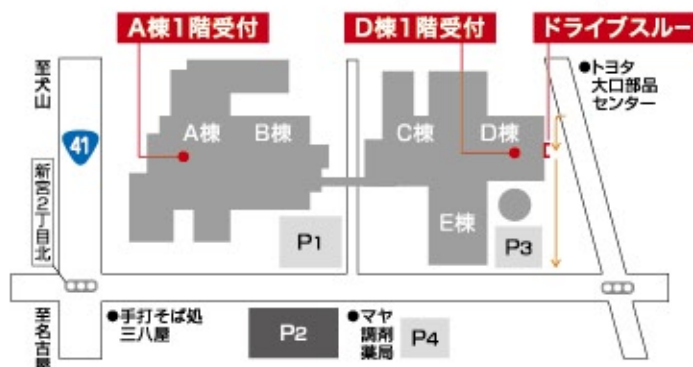 A棟1階受付
D棟1階受付
ドライブスルー
至犬山
41
新宮2丁目北
至名古屋
A棟
B棟
C棟
D棟
E棟
P1
P3
●トヨタ
大口部品
センター
●手打そば処
三八屋
P2
●マヤ
調剤
薬局
P4